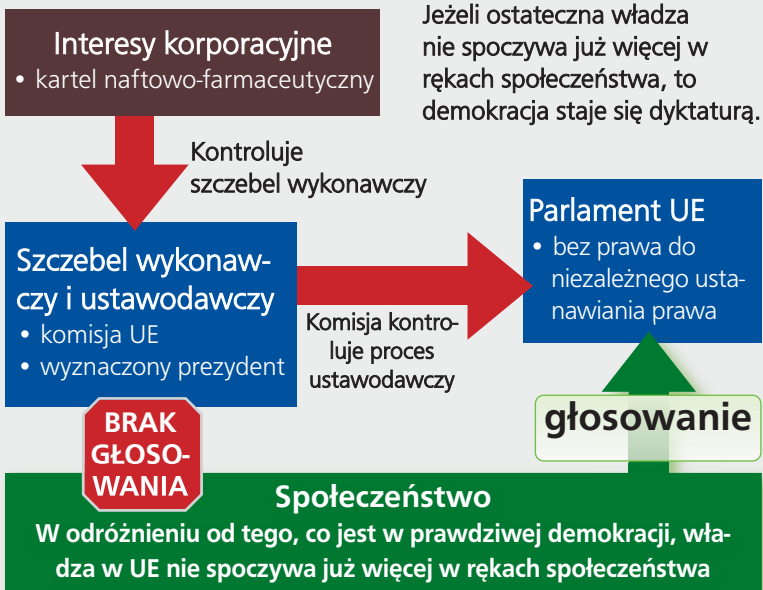 Interesy korporacyjne
• kartel naftowo-farmaceutyczny
Jeżeli ostateczna władza
nie spoczywa już więcej w
rękach społeczeństwa, to
demokracja staje się dyktaturą.
Kontroluje
szczebel wykonawczy
Szczebel wykonaw-
czy i ustawodawczy
• komisja UE
• wyznaczony prezydent
Komisja kontro-
luje proces
ustawodawczy
Parlament UE
• bez prawa do
niezależnego usta-
nawiania prawa
BRAK
GŁOSO-
WANIA
głosowanie
Społeczeństwo
W odróżnieniu od tego, co jest w prawdziwej demokracji, wła-
dza w UE nie spoczywa już więcej w rękach społeczeństwa